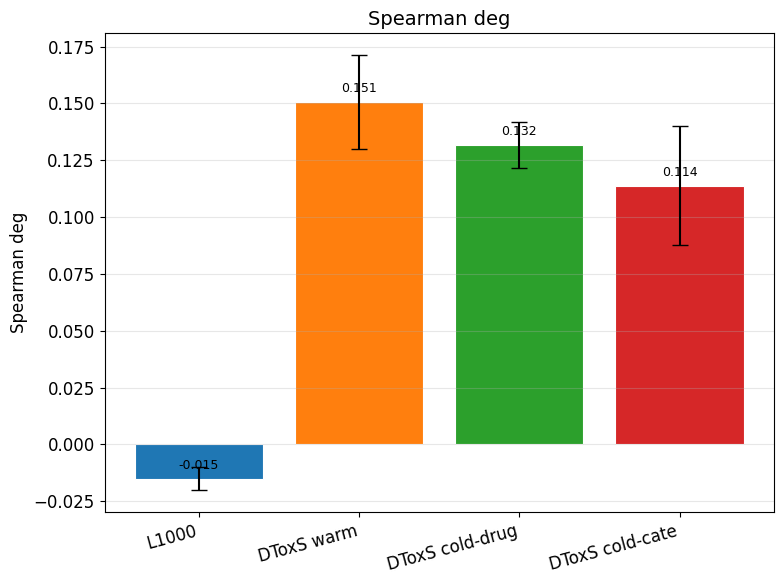 Spearman deg
Spearman deg
0.175
0.150
0.125
0.100
0.075
0.050
0.025
0.000
−0.025
-0.015
0.151
0.132
0.114
L1000
DToxS warm
DToxS cold-drug
DToxS cold-cate